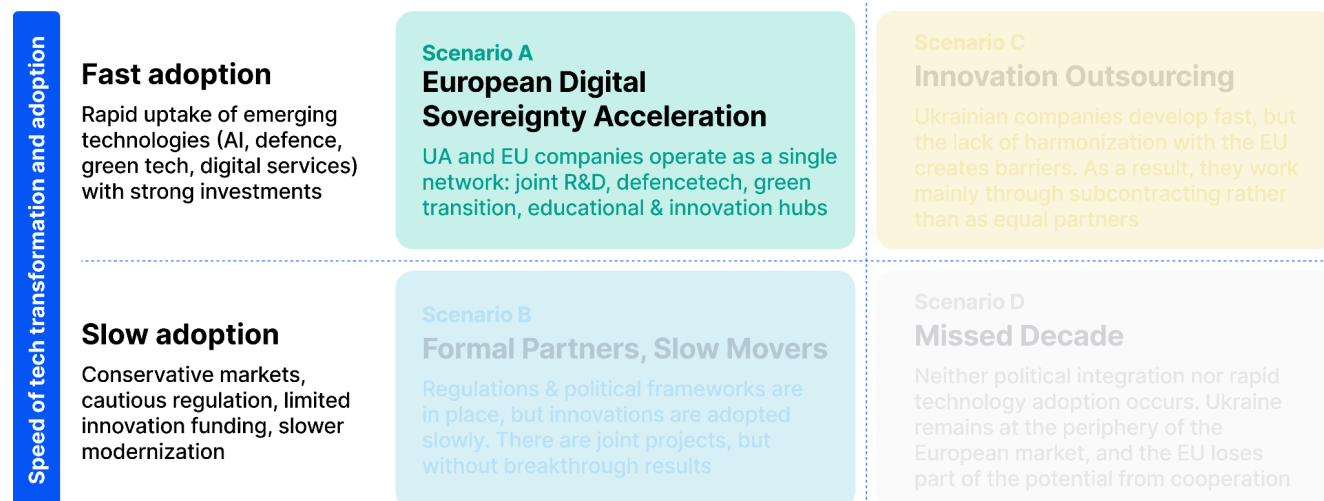 Speed of tech transformation and adoption
Fast adoption
Rapid uptake of emerging
technologies (AI, defence,
green tech, digital services)
with strong investments
Scenario A
European Digital
Sovereignty Acceleration
UA and EU companies operate as a single
network: joint R&D, defencetech, green
transition, educational & innovation hubs
Scenario C
Innovation Outsourcing
Ukrainian companies develop fast, but
the lack of harmonization with the EU
creates barriers. As a result, they work
mainly through subcontracting rather
than as equal partners
Slow adoption
Conservative markets,
cautious regulation, limited
innovation funding, slower
modernization
Scenario B
Formal Partners, Slow Movers
Regulations & political frameworks are
in place, but innovations are adopted
slowly. There are joint projects, but
without breakthrough results
Scenario D
Missed Decade
Neither political integration nor rapid
technology adoption occurs. Ukraine
remains at the periphery of the
European market, and the EU loses
part of the potential from cooperation